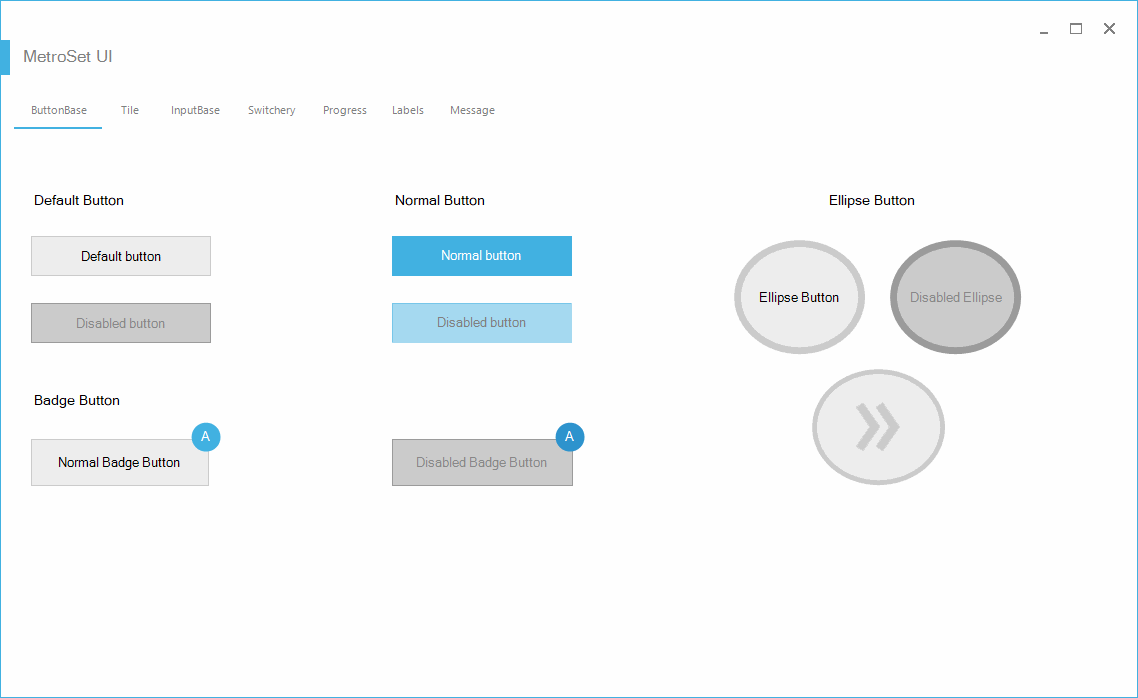 MetroSet UI
ButtonBase Tile InputBase Switchery Progress Labels Message
Default Button Normal Button Ellipse Button
Default button Normal button
Ellipse Button Disabled Ellipse
Disabled button Disabled button
Badge Button
A A
Normal Badge Button Disabled Badge Button